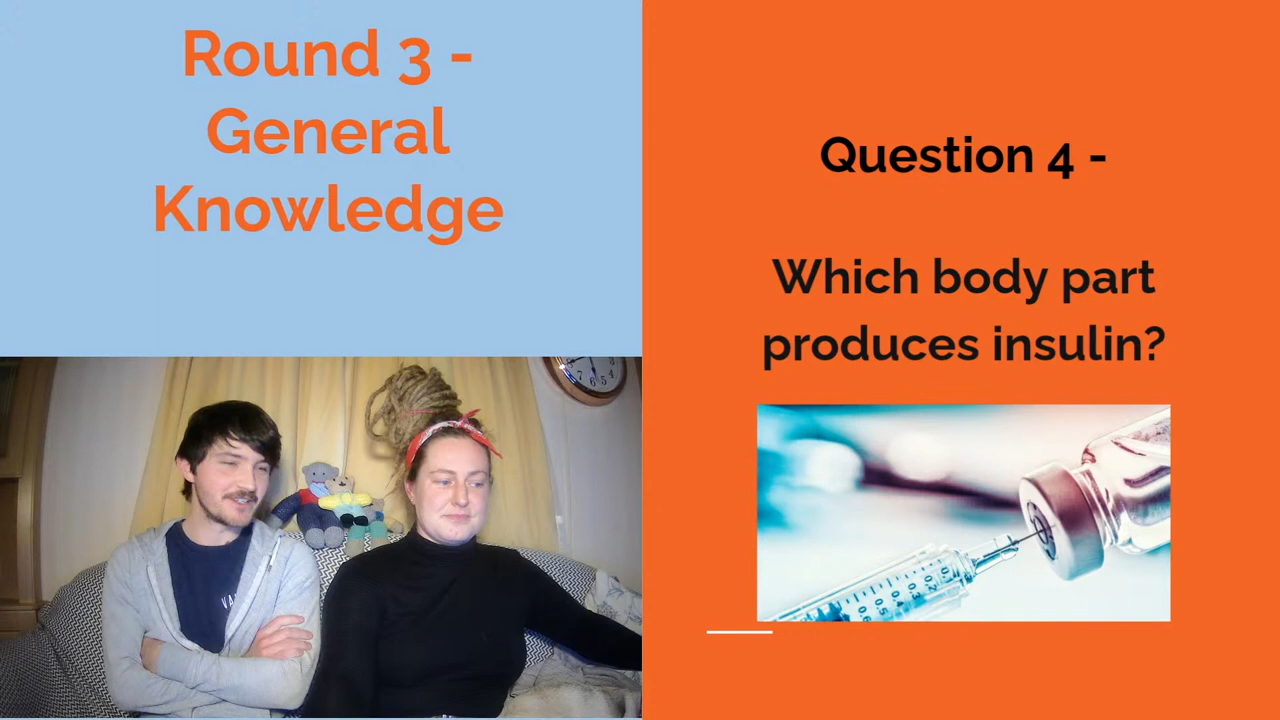 Round 3 -
General
Knowledge
Question 4 -
Which body part
produces insulin?